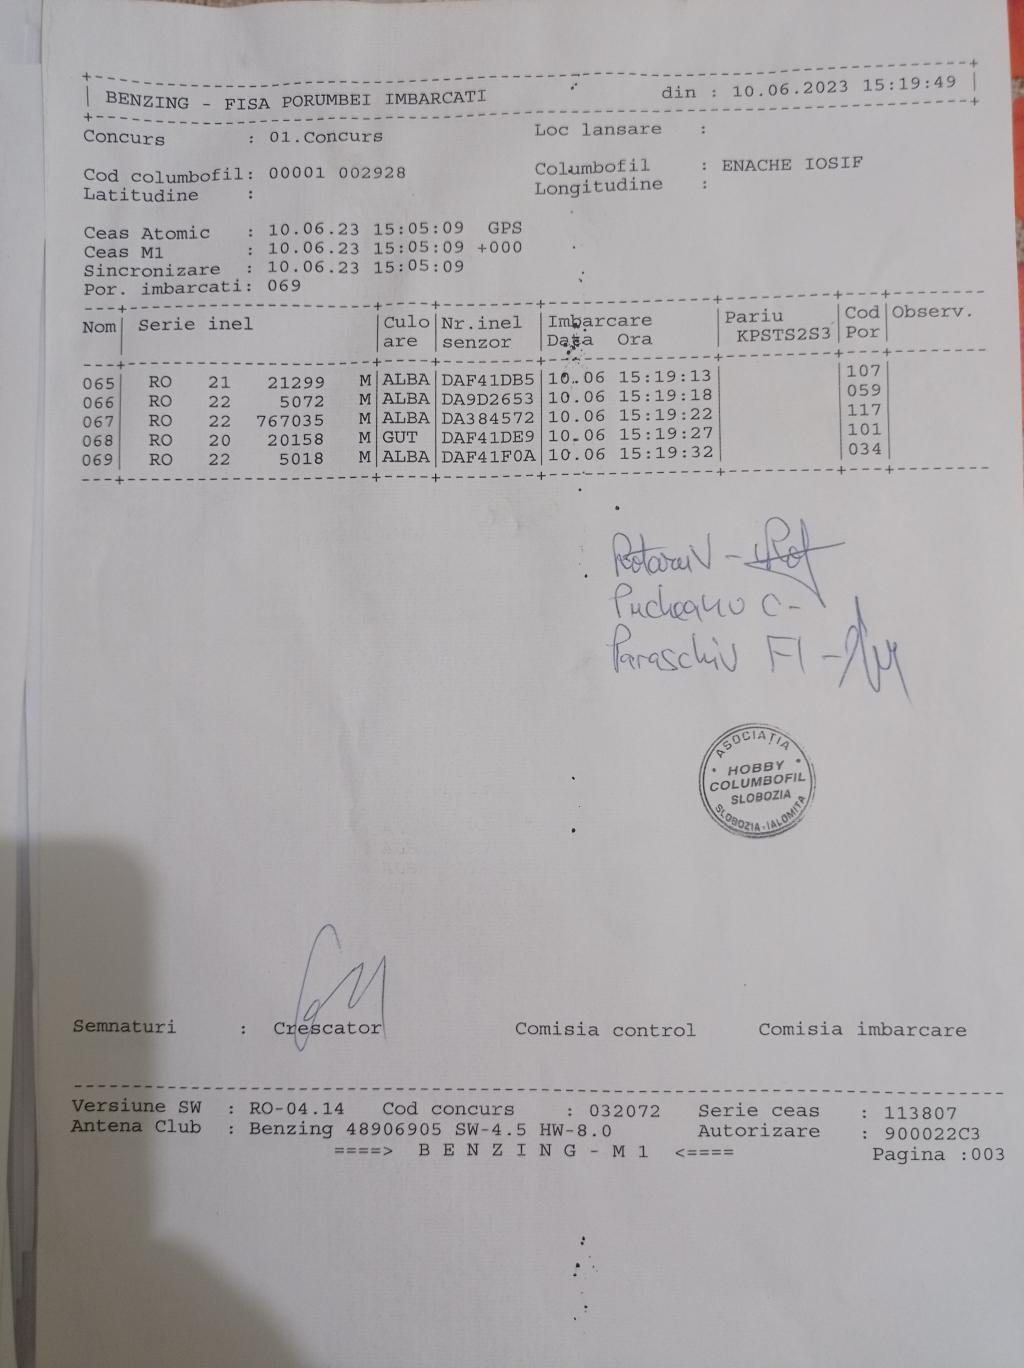 BENZING - FISA PORUMBEI IMBARCATI din : 10.06.2023 15:19:49
Concurs : 01.Concurs Loc lansare :
Cod columbofil: 00001 002928 Columbofil : ENACHE IOSIF
Latitudine : Longitudine :
Ceas Atomic : 10.06.23 15:05:09 GPS
Ceas M1 : 10.06.23 15:05:09 +000
Sincronizare : 10.06.23 15:05:09
Por. imbarcati: 069
Nom| Serie inel |Culo|Nr.inel |Imbarcare |Pariu |Cod|Observ.
are senzor Data Ora KPSTS2S3 Por
065| RO 21 21299 M|ALBA|DAF41DB5|10.06 15:19:13| |107|
066| RO 22 5072 M|ALBA|DA9D2653|10.06 15:19:18| |059|
067| RO 22 767035 M|ALBA|DA384572|10.06 15:19:22| |117|
068| RO 20 20158 M|GUT |DAF41DE9|10.06 15:19:27| |101|
069| RO 22 5018 M|ALBA|DAF41F0A|10.06 15:19:32| |034|
Rotaru V -
C -
Paraschiv FI -
ASOCIAȚIA
HOBBY
COLUMBOFIL
SLOBOZIA
SLOBOZIA-IALOMITA
Semnaturi : Crescator Comisia control Comisia imbarcare
Versiune SW : RO-04.14 Cod concurs : 032072 Serie ceas : 113807
Antena Club : Benzing 48906905 SW-4.5 HW-8.0 Autorizare : 900022C3
====> B E N Z I N G - M 1 <==== Pagina :003